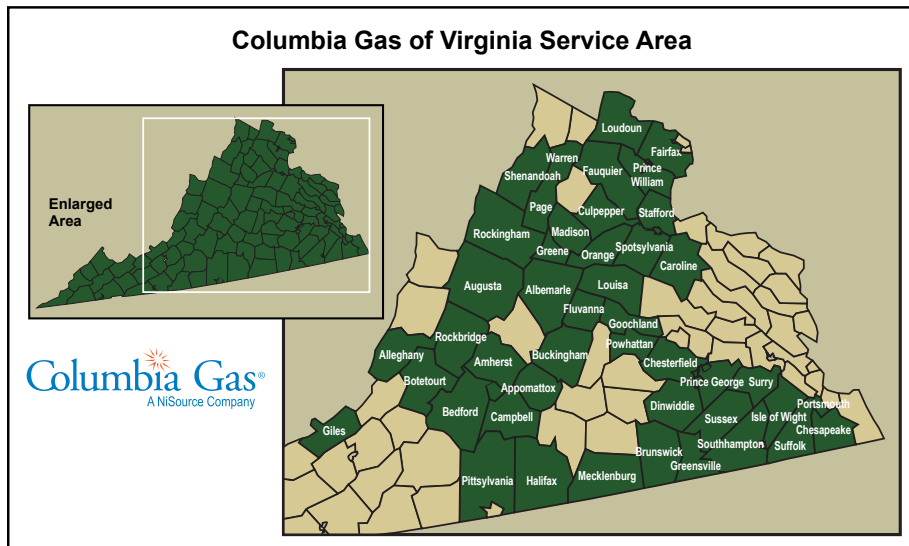 Columbia Gas of Virginia Service Area
Enlarged
Area
Columbia Gas®
A NiSource Company
Loudoun
Fairfax
Warren
Fauquier
Prince
William
Shenandoah
Page
Culpepper
Stafford
Madison
Rockingham
Greene
Orange
Spotsylvania
Caroline
Augusta
Albemarle
Louisa
Fluvanna
Goochland
Rockbridge
Powhattan
Alleghany
Amherst
Buckingham
Chesterfield
Botetourt
Appomattox
Prince George
Surry
Bedford
Campbell
Dinwiddie
Sussex
Isle of Wight
Portsmouth
Chesapeake
Giles
Southhampton
Suffolk
Brunswick
Greensville
Pittsylvania
Halifax
Mecklenburg